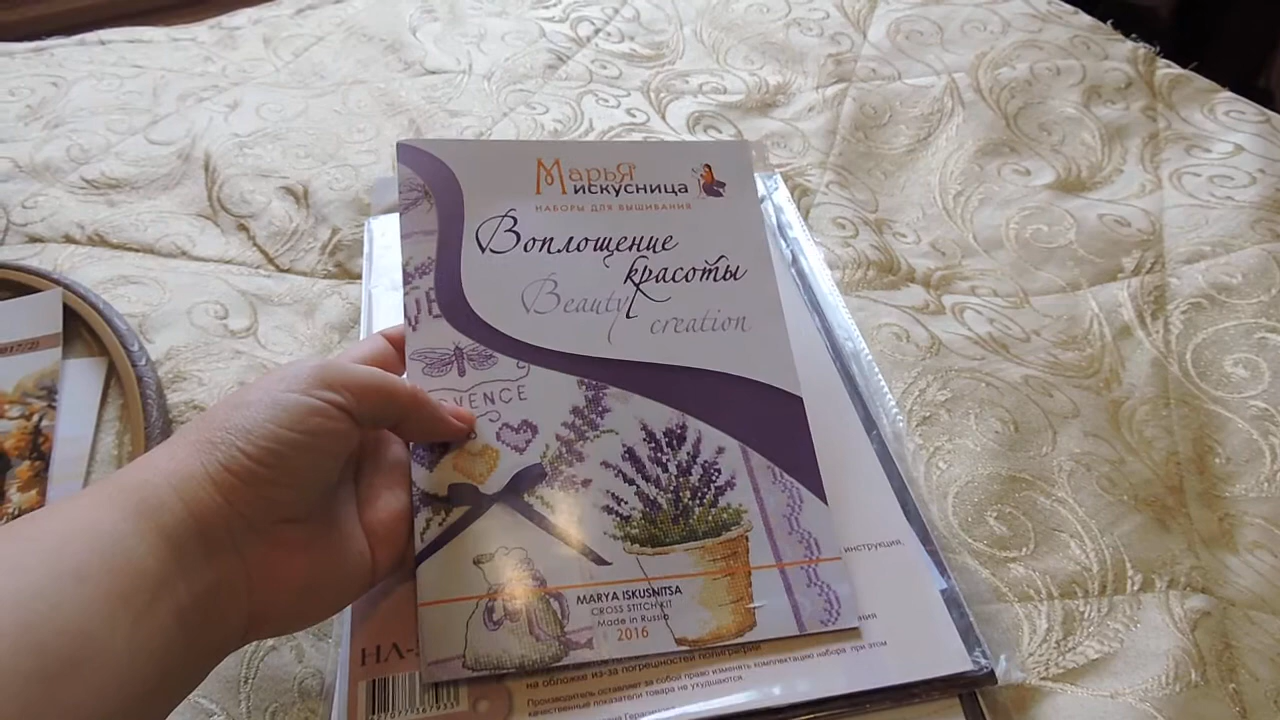 МарьЯ
искусница
НАБОРЫ ДЛЯ ВЫШИВАНИЯ
Воплощение
красоты
Beauty
creation
MARYA ISKUSNITSA
CROSS STITCH KIT
Made in Russia
2016
инструкция,
на обложке из-за погрешностей полиграфии
Производитель оставляет за собой право изменять комплектацию набора при этом
качественные показатели товара не ухудшаются.